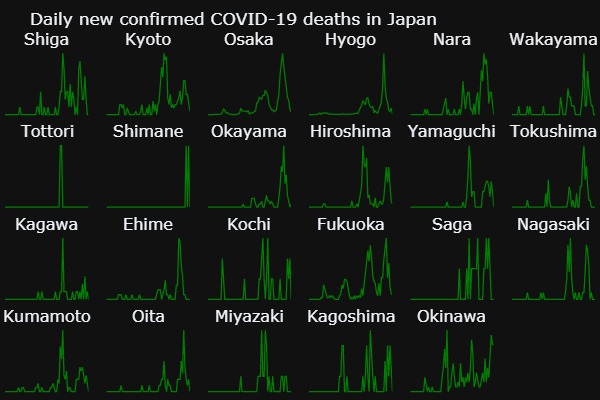 Daily new confirmed COVID-19 deaths in Japan
Shiga Kyoto Osaka Hyogo Nara Wakayama
Tottori Shimane Okayama Hiroshima Yamaguchi Tokushima
Kagawa Ehime Kochi Fukuoka Saga Nagasaki
Kumamoto Oita Miyazaki Kagoshima Okinawa